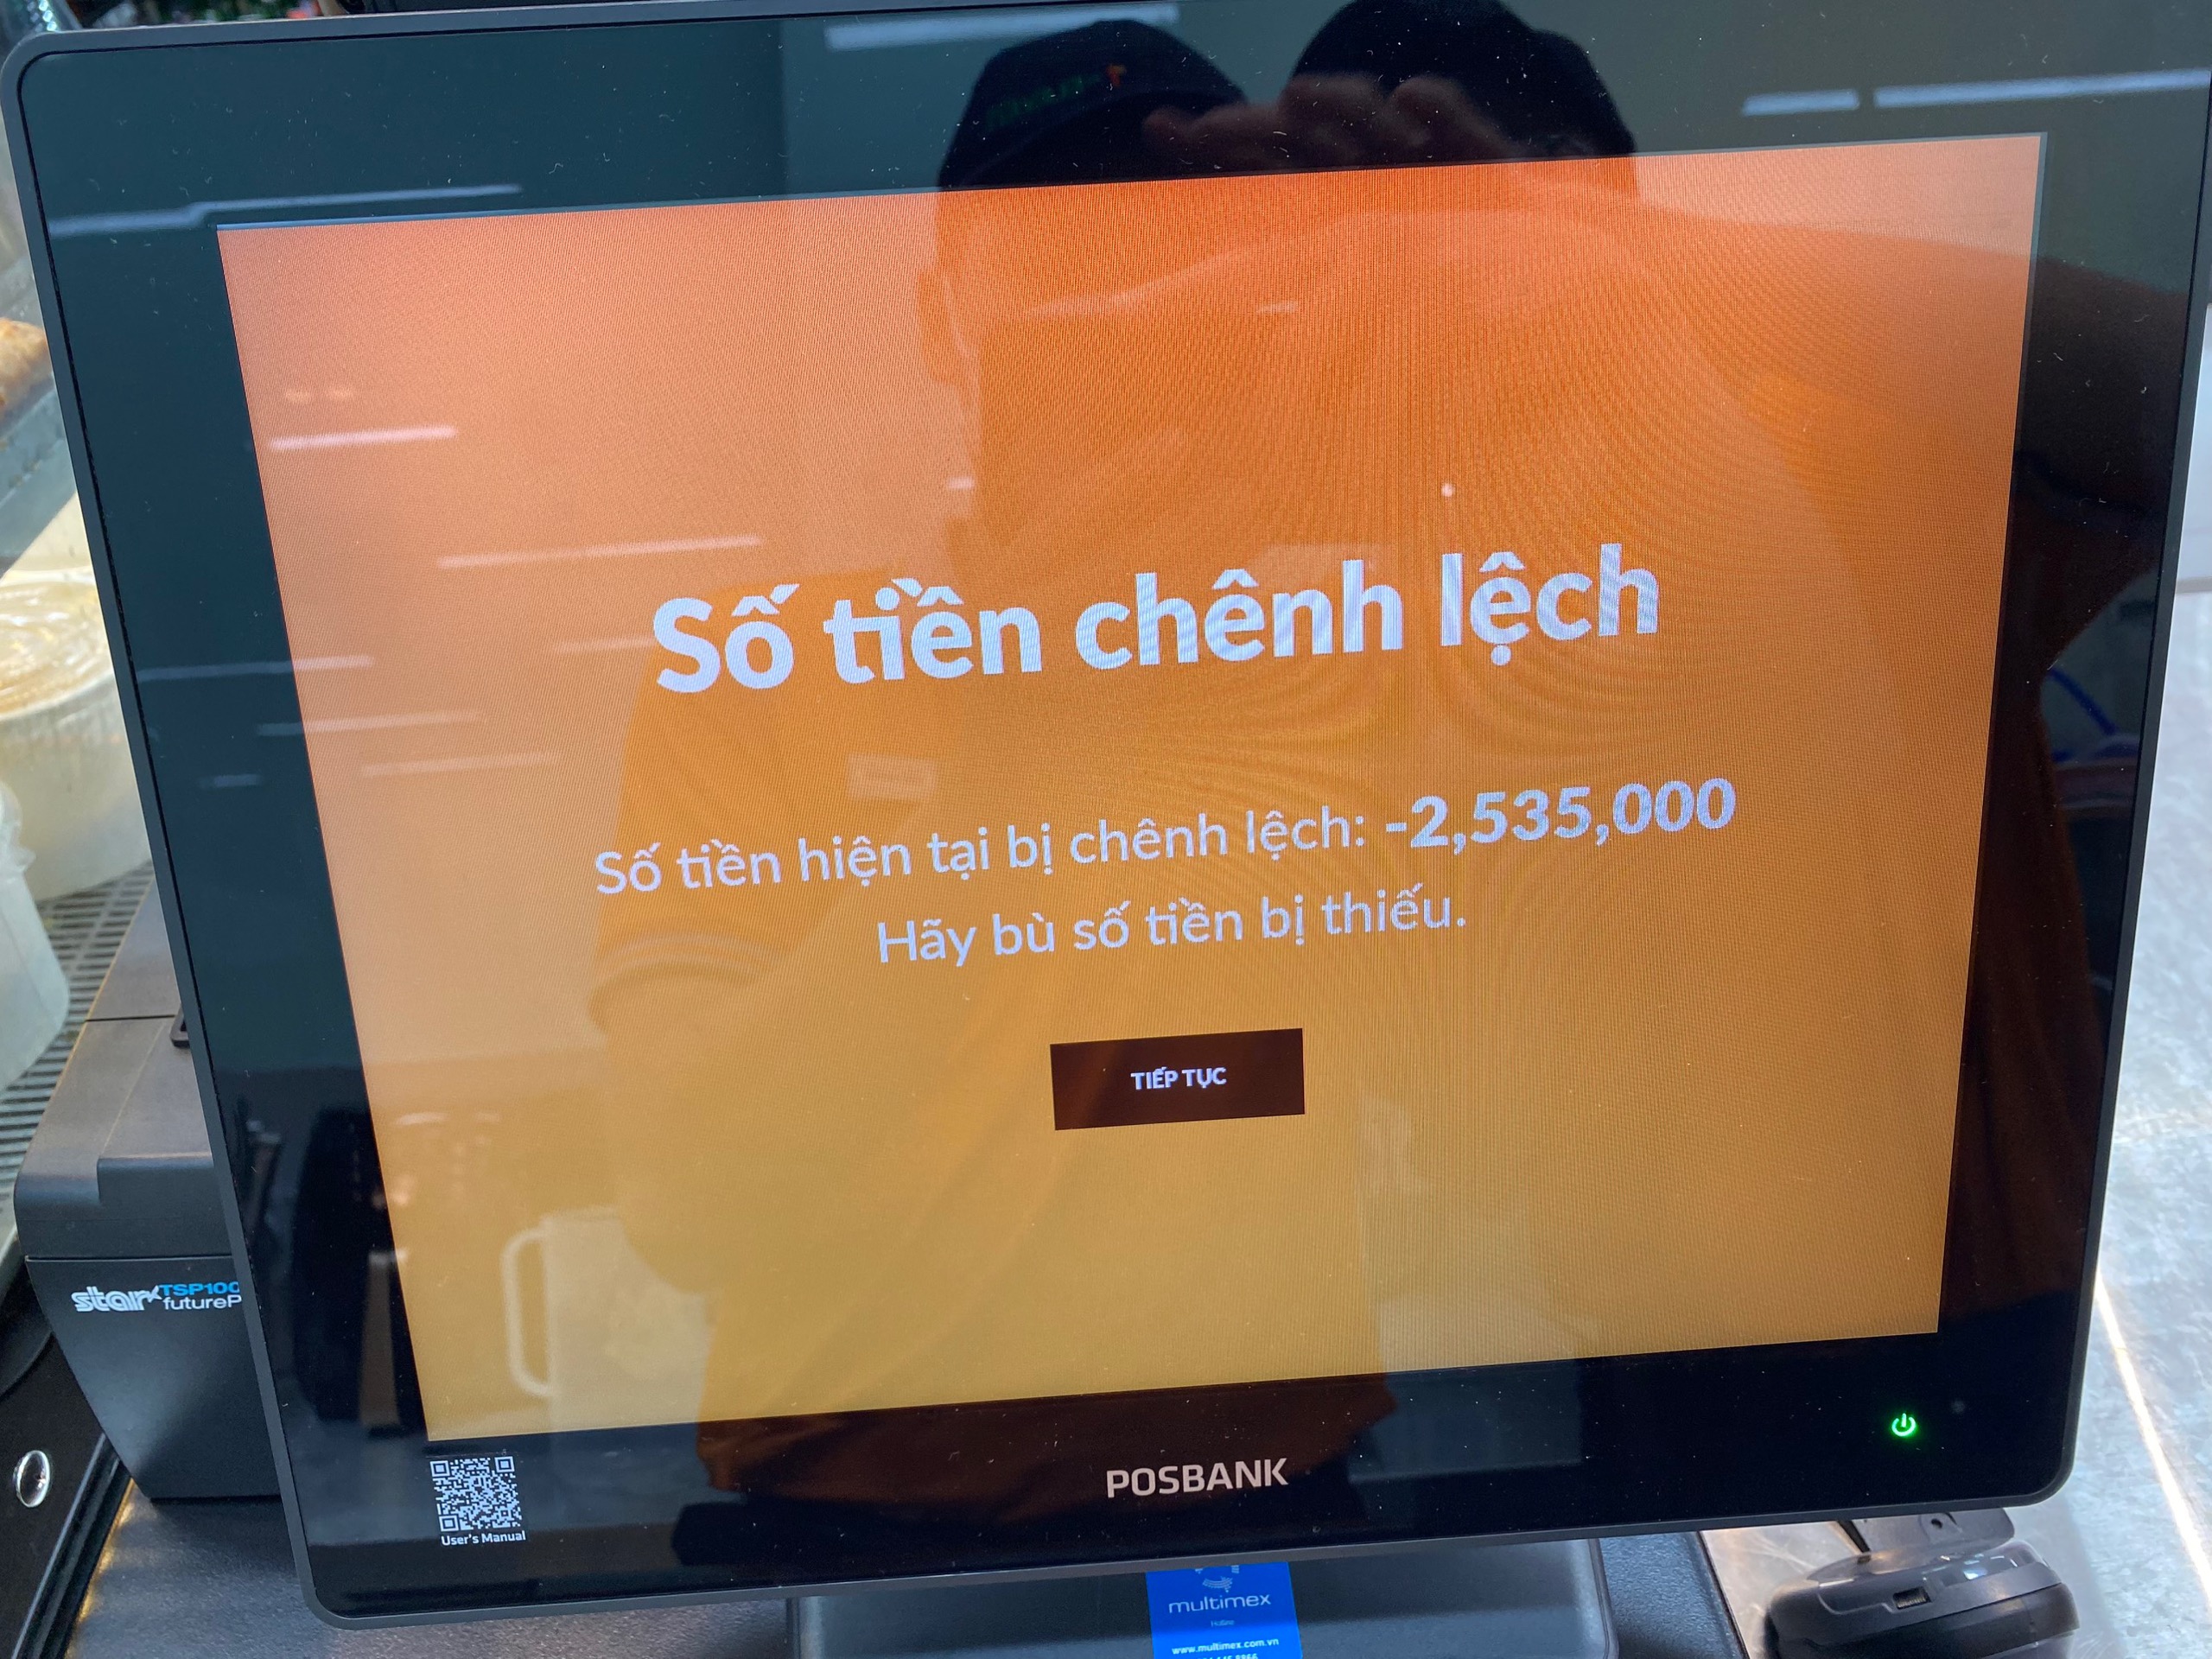 Số tiền chênh lệch
Số tiền hiện tại bị chênh lệch: -2,535,000
Hãy bù số tiền bị thiếu.
TIẾP TỤC
star TSP100
futureP
User's Manual
POSBANK
multimex
Hotline
www.multimex.com.vn